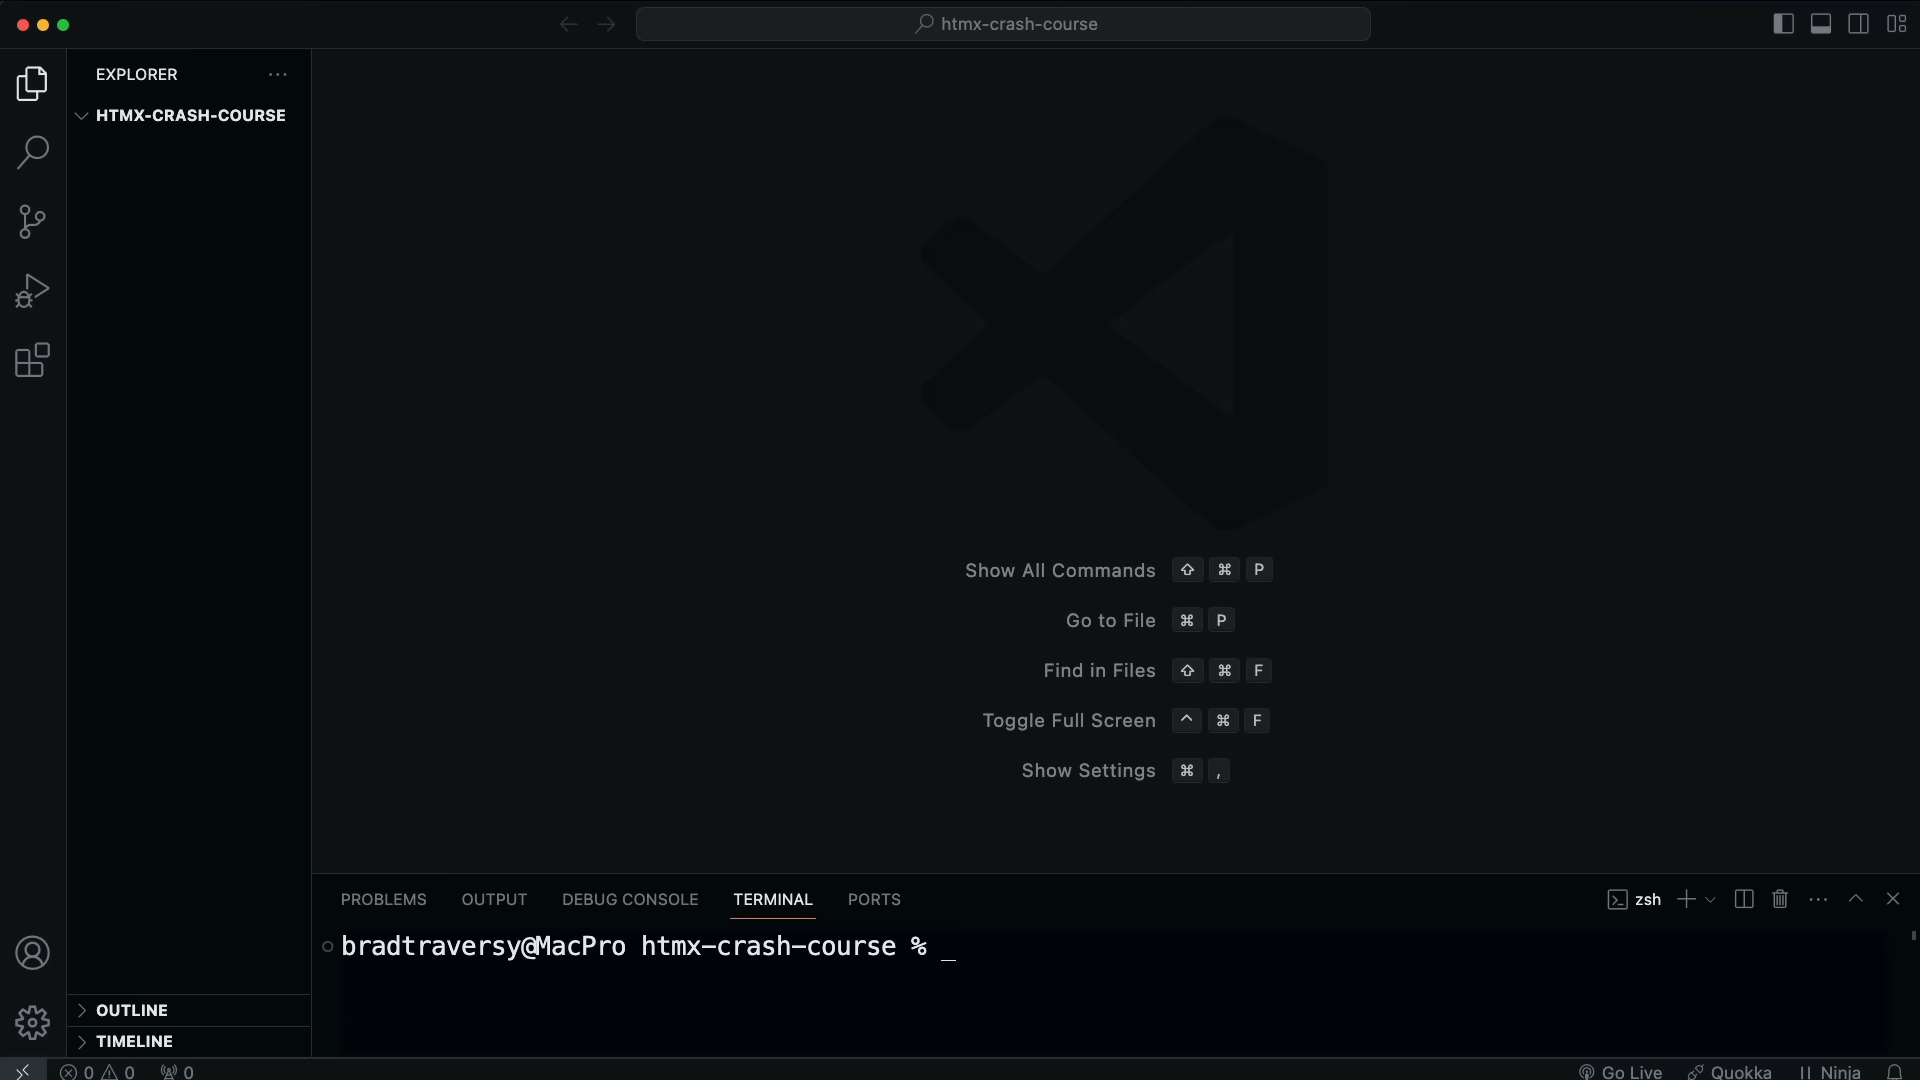 htmx-crash-course
EXPLORER
HTMX-CRASH-COURSE
Show All Commands ⇧ ⌘ P
Go to File ⌘ P
Find in Files ⇧ ⌘ F
Toggle Full Screen ^ ⌘ F
Show Settings ⌘ ,
PROBLEMS OUTPUT DEBUG CONSOLE TERMINAL PORTS
zsh
bradtraversy@MacPro htmx-crash-course % _
OUTLINE
TIMELINE
0 0 0
Go Live Quokka Ninja